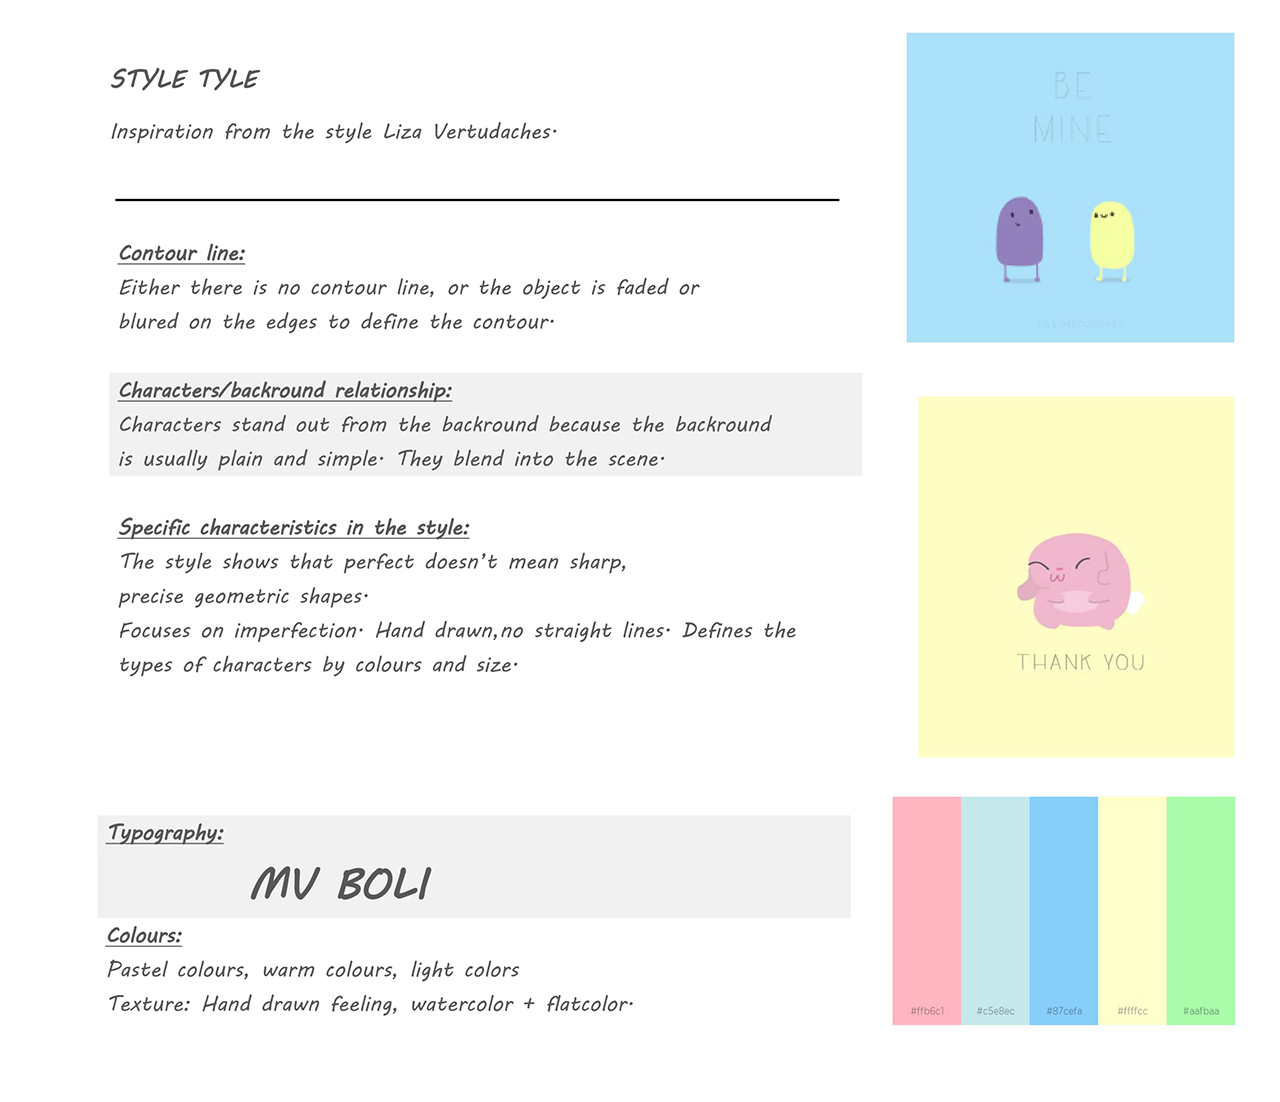 STYLE TYLE
Inspiration from the style Liza Vertudaches.
Contour line:
Either there is no contour line, or the object is faded or
blured on the edges to define the contour.
Characters/backround relationship:
Characters stand out from the backround because the backround
is usually plain and simple. They blend into the scene.
Specific characteristics in the style:
The style shows that perfect doesn't mean sharp,
precise geometric shapes.
Focuses on imperfection. Hand drawn,no straight lines. Defines the
types of characters by colours and size.
Typography:
MV BOLI
Colours:
Pastel colours, warm colours, light colors
Texture: Hand drawn feeling, watercolor + flatcolor.
BE
MINE
LIZA VERTUDACHES
THANK YOU
#ffb6c1 #c5e8ec #87cefa #ffffcc #aafbaa